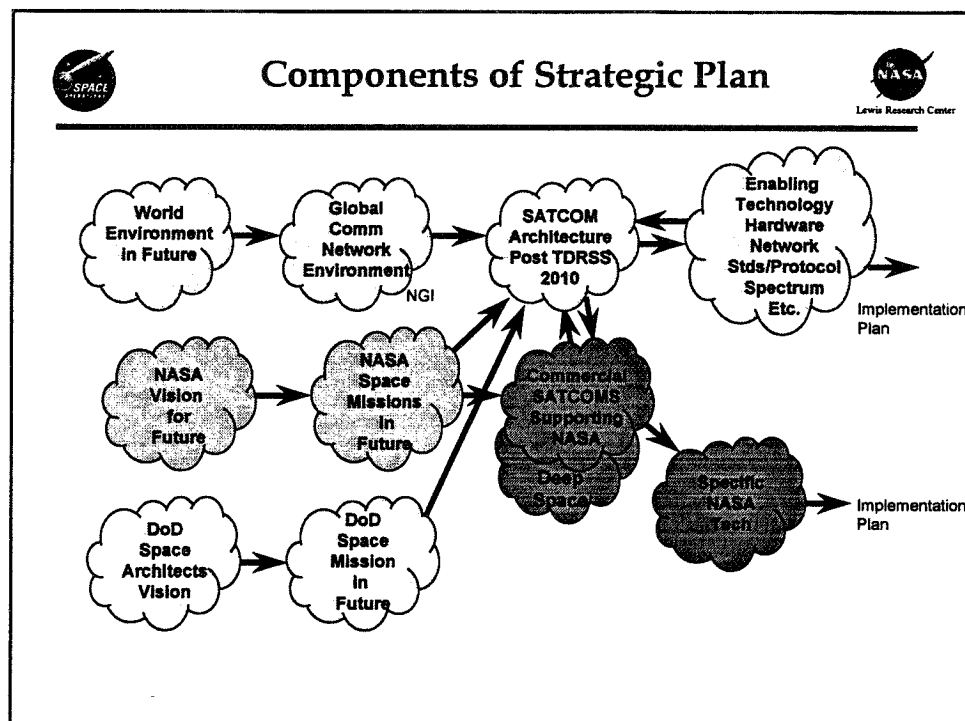 Components of Strategic Plan
SPACE
NASA
Lewis Research Center
World
Environment
in Future
Global
Comm
Network
Environment
NGI
SATCOM
Architecture
Post TDRSS
2010
Enabling
Technology
Hardware
Network
Stds/Protocol
Spectrum
Etc.
Implementation
Plan
NASA
Vision
for
Future
NASA
Space
Missions
In
Future
Commercial
SATCOMS
Supporting
NASA
Deep
Space
Specific
NASA
Tech
Implementation
Plan
DoD
Space
Architects
Vision
DoD
Space
Mission
In
Future